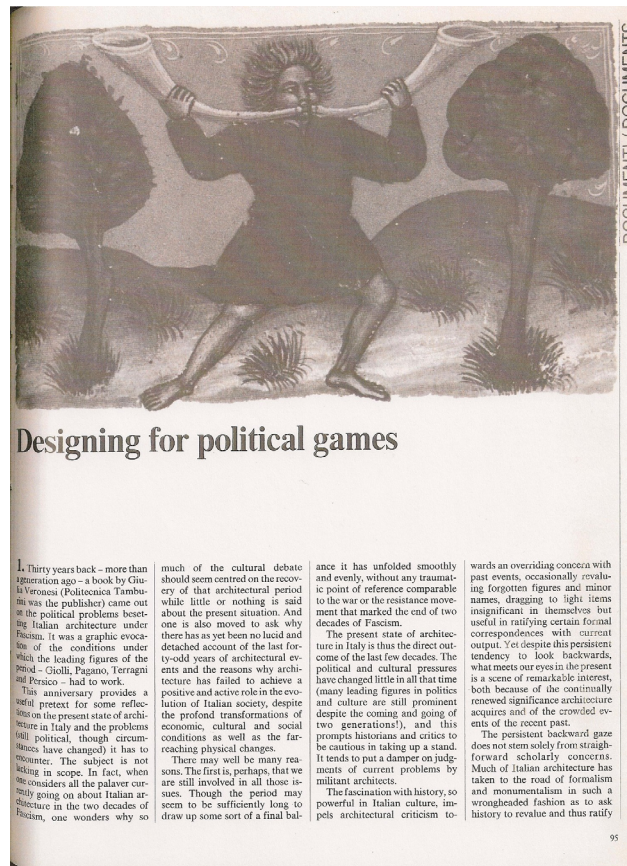 DOCUMENTI / DOCUMENTS
Designing for political games
1. Thirty years back – more than
a generation ago – a book by Giu-
lia Veronesi (Politecnica Tambu-
rini was the publisher) came out
on the political problems beset-
ting Italian architecture under
Fascism. It was a graphic evoca-
tion of the conditions under
which the leading figures of the
period – Giolli, Pagano, Terragni
and Persico – had to work.
This anniversary provides a
useful pretext for some reflec-
tions on the present state of archi-
tecture in Italy and the problems
(still political, though circum-
stances have changed) it has to
encounter. The subject is not
lacking in scope. In fact, when
one considers all the palaver cur-
rently going on about Italian ar-
chitecture in the two decades of
Fascism, one wonders why so
much of the cultural debate
should seem centred on the recov-
ery of that architectural period
while little or nothing is said
about the present situation. And
one is also moved to ask why
there has as yet been no lucid and
detached account of the last for-
ty-odd years of architectural ev-
ents and the reasons why archi-
tecture has failed to achieve a
positive and active role in the evo-
lution of Italian society, despite
the profond transformations of
economic, cultural and social
conditions as well as the far-
reaching physical changes.
There may well be many rea-
sons. The first is, perhaps, that we
are still involved in all those is-
sues. Though the period may
seem to be sufficiently long to
draw up some sort of a final bal-
ance it has unfolded smoothly
and evenly, without any traumat-
ic point of reference comparable
to the war or the resistance move-
ment that marked the end of two
decades of Fascism.
The present state of architec-
ture in Italy is thus the direct out-
come of the last few decades. The
political and cultural pressures
have changed little in all that time
(many leading figures in politics
and culture are still prominent
despite the coming and going of
two generations!), and this
prompts historians and critics to
be cautious in taking up a stand.
It tends to put a damper on judg-
ments of current problems by
militant architects.
The fascination with history, so
powerful in Italian culture, im-
pels architectural criticism to-
wards an overriding concern with
past events, occasionally revalu-
ing forgotten figures and minor
names, dragging to light items
insignificant in themselves but
useful in ratifying certain formal
correspondences with current
output. Yet despite this persistent
tendency to look backwards,
what meets our eyes in the present
is a scene of remarkable interest,
both because of the continually
renewed significance architecture
acquires and of the crowded ev-
ents of the recent past.
The persistent backward gaze
does not stem solely from straigh-
forward scholarly concerns.
Much of Italian architecture has
taken to the road of formalism
and monumentalism in such a
wrongheaded fashion as to ask
history to revalue and thus ratify
95